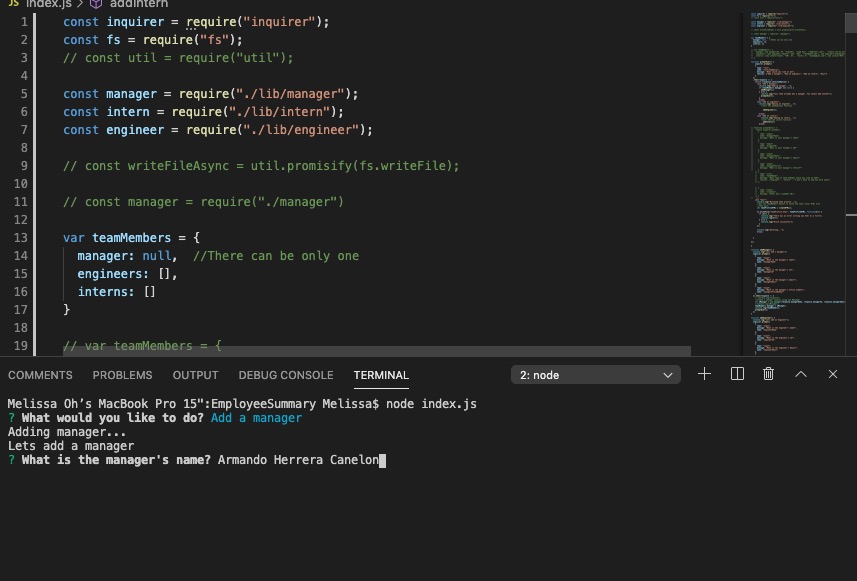 JS index.js > addIntern
1 const inquirer = require("inquirer");
2 const fs = require("fs");
3 // const util = require("util");
4
5 const manager = require("./lib/manager");
6 const intern = require("./lib/intern");
7 const engineer = require("./lib/engineer");
8
9 // const writeFileAsync = util.promisify(fs.writeFile);
10
11 // const manager = require("./manager")
12
13 var teamMembers = {
14 manager: null, //There can be only one
15 engineers: [],
16 interns: []
17 }
18
19 // var teamMembers = {
COMMENTS PROBLEMS OUTPUT DEBUG CONSOLE TERMINAL 2: node
Melissa Oh’s MacBook Pro 15":EmployeeSummary Melissa$ node index.js
? What would you like to do? Add a manager
Adding manager...
Lets add a manager
? What is the manager's name? Armando Herrera Canelon